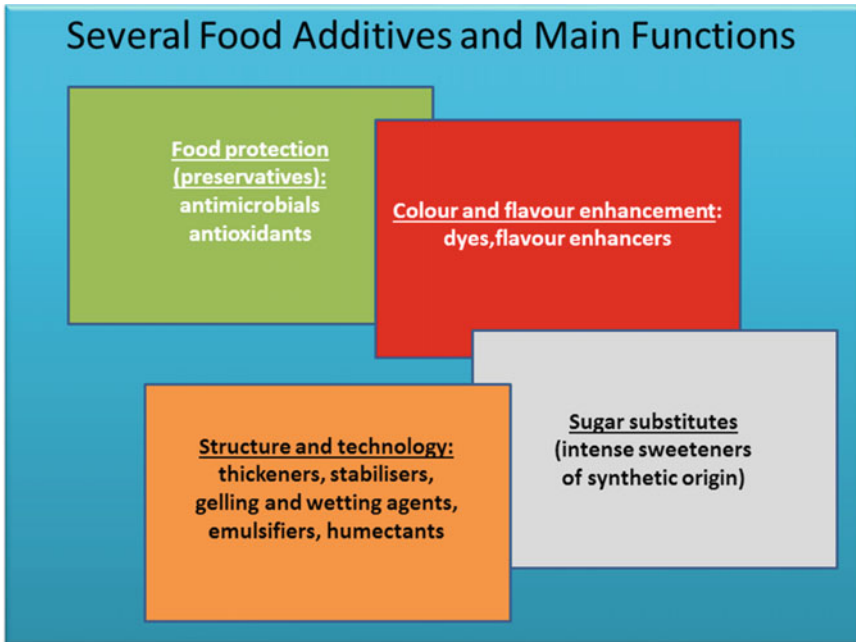 Several Food Additives and Main Functions
Food protection
(preservatives):
antimicrobials
antioxidants
Colour and flavour enhancement:
dyes,flavour enhancers
Structure and technology:
thickeners, stabilisers,
gelling and wetting agents,
emulsifiers, humectants
Sugar substitutes
(intense sweeteners
of synthetic origin)